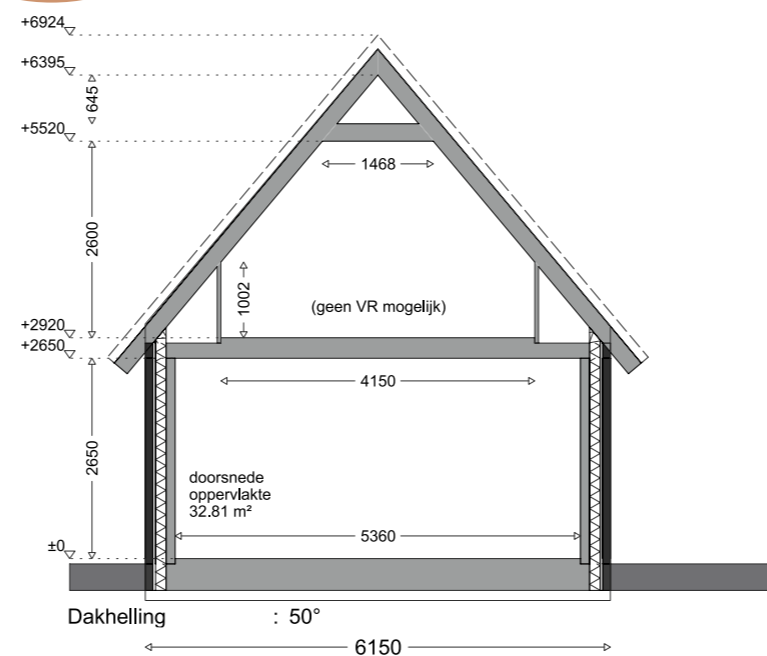 +6924
+6395
645
+5520
1468
2600
1002
(geen VR mogelijk)
+2920
+2650
4150
2650
doorsnede
oppervlakte
32.81 m²
5360
±0
Dakhelling : 50°
6150